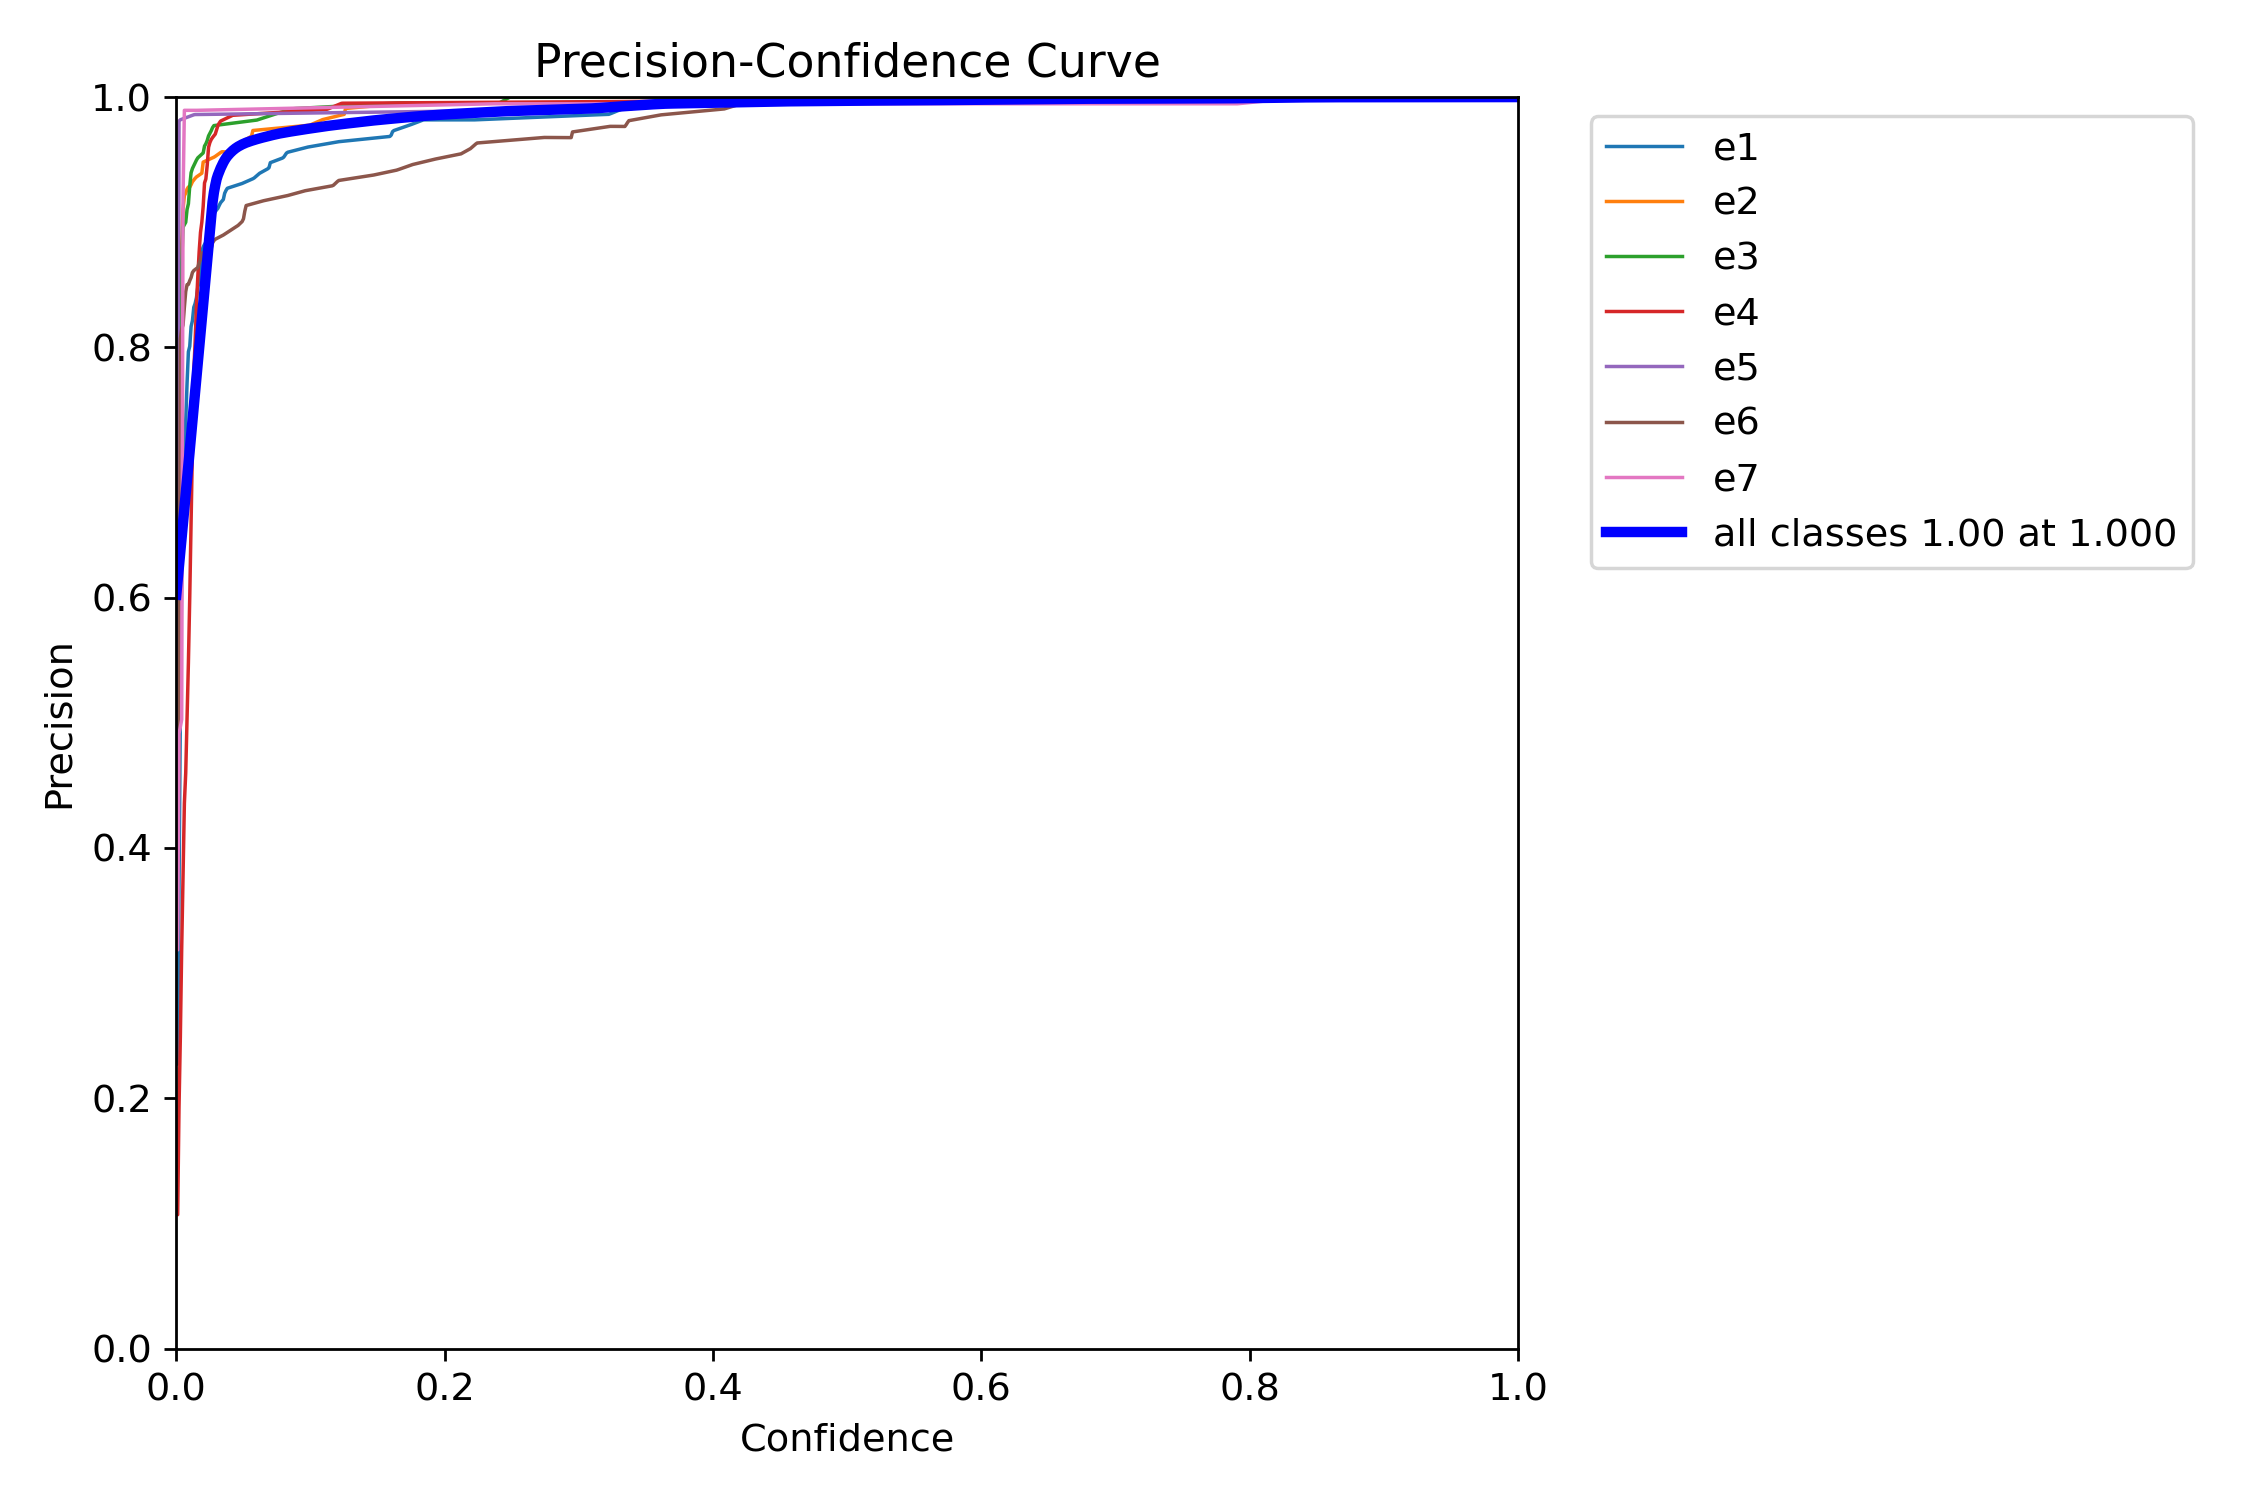 Precision-Confidence Curve
1.0
0.8
0.6
0.4
0.2
0.0
Precision
0.0 0.2 0.4 0.6 0.8 1.0
Confidence
e1
e2
e3
e4
e5
e6
e7
all classes 1.00 at 1.000